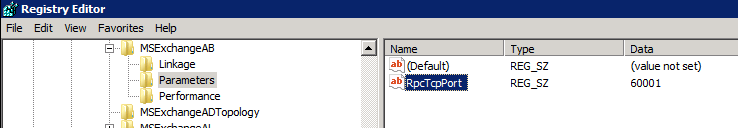 Registry Editor
File Edit View Favorites Help
MSExchangeAB
Linkage
Parameters
Performance
MSExchangeADTopology
Name Type Data
(Default) REG_SZ (value not set)
RpcTcpPort REG_SZ 60001